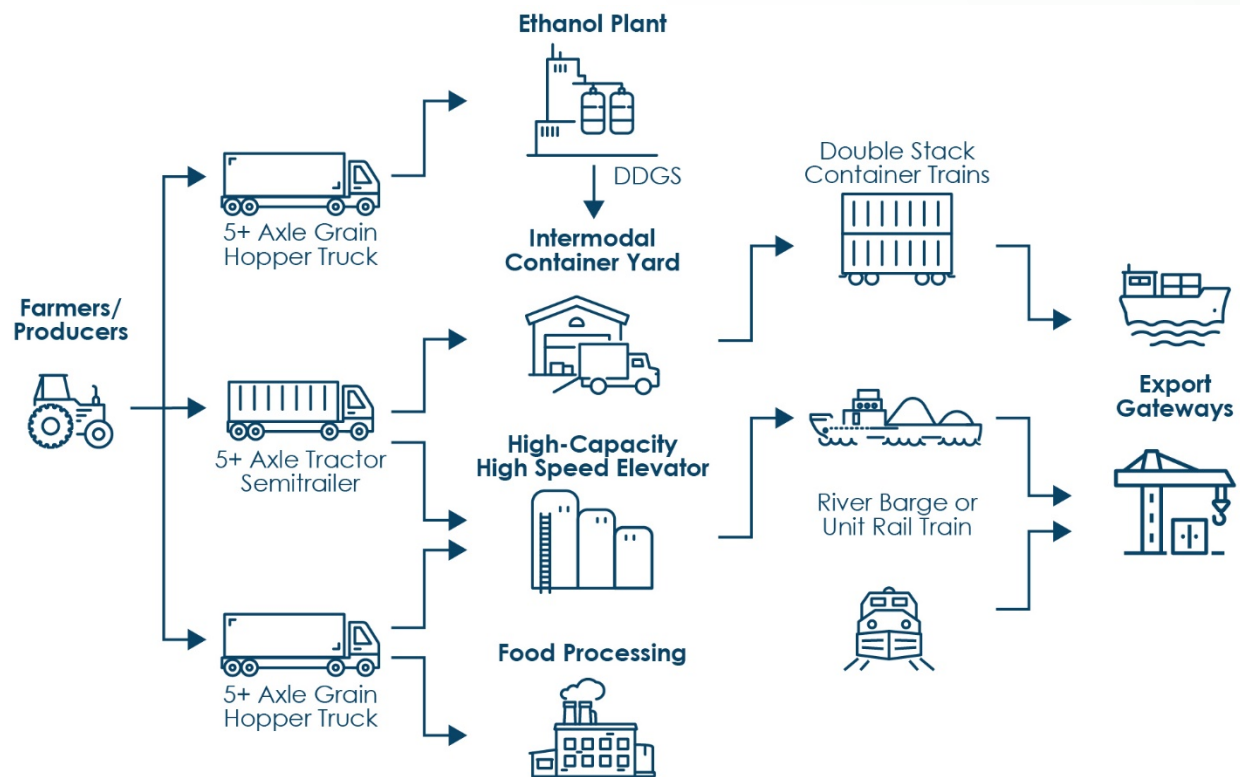 Ethanol Plant
DDGS
5+ Axle Grain
Hopper Truck
Double Stack
Container Trains
Intermodal
Container Yard
Farmers/
Producers
5+ Axle Tractor
Semitrailer
High-Capacity
High Speed Elevator
Export
Gateways
River Barge or
Unit Rail Train
5+ Axle Grain
Hopper Truck
Food Processing